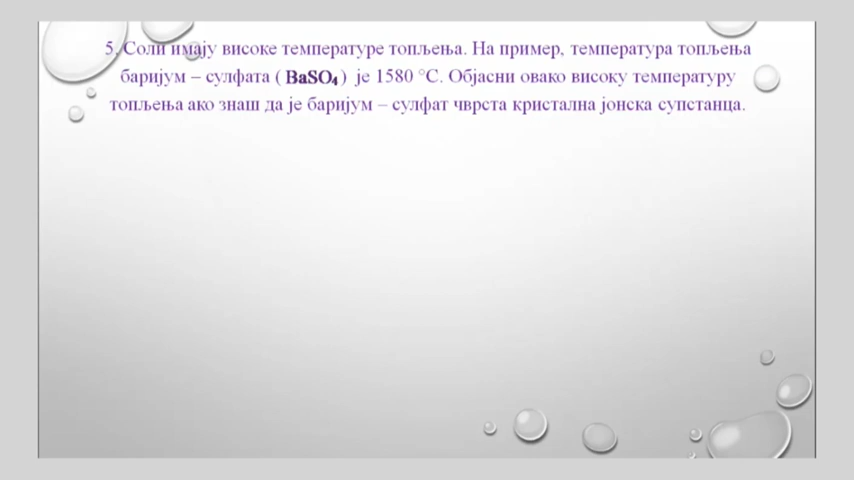 5. Соли имају високе температуре топљења. На пример, температура топљења
баријум – сулфата ( BaSO₄ ) је 1580 °C. Објасни овако високу температуру
топљења ако знаш да је баријум – сулфат чврста кристална јонска супстанца.